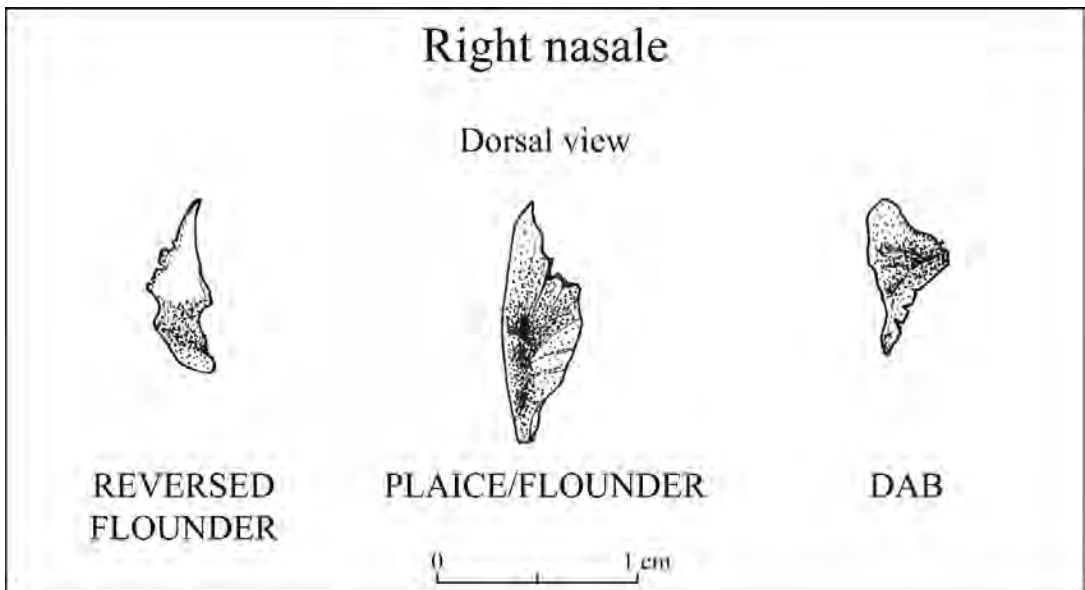 Right nasale
Dorsal view
REVERSED
FLOUNDER
PLAICE/FLOUNDER
DAB
0 1 cm